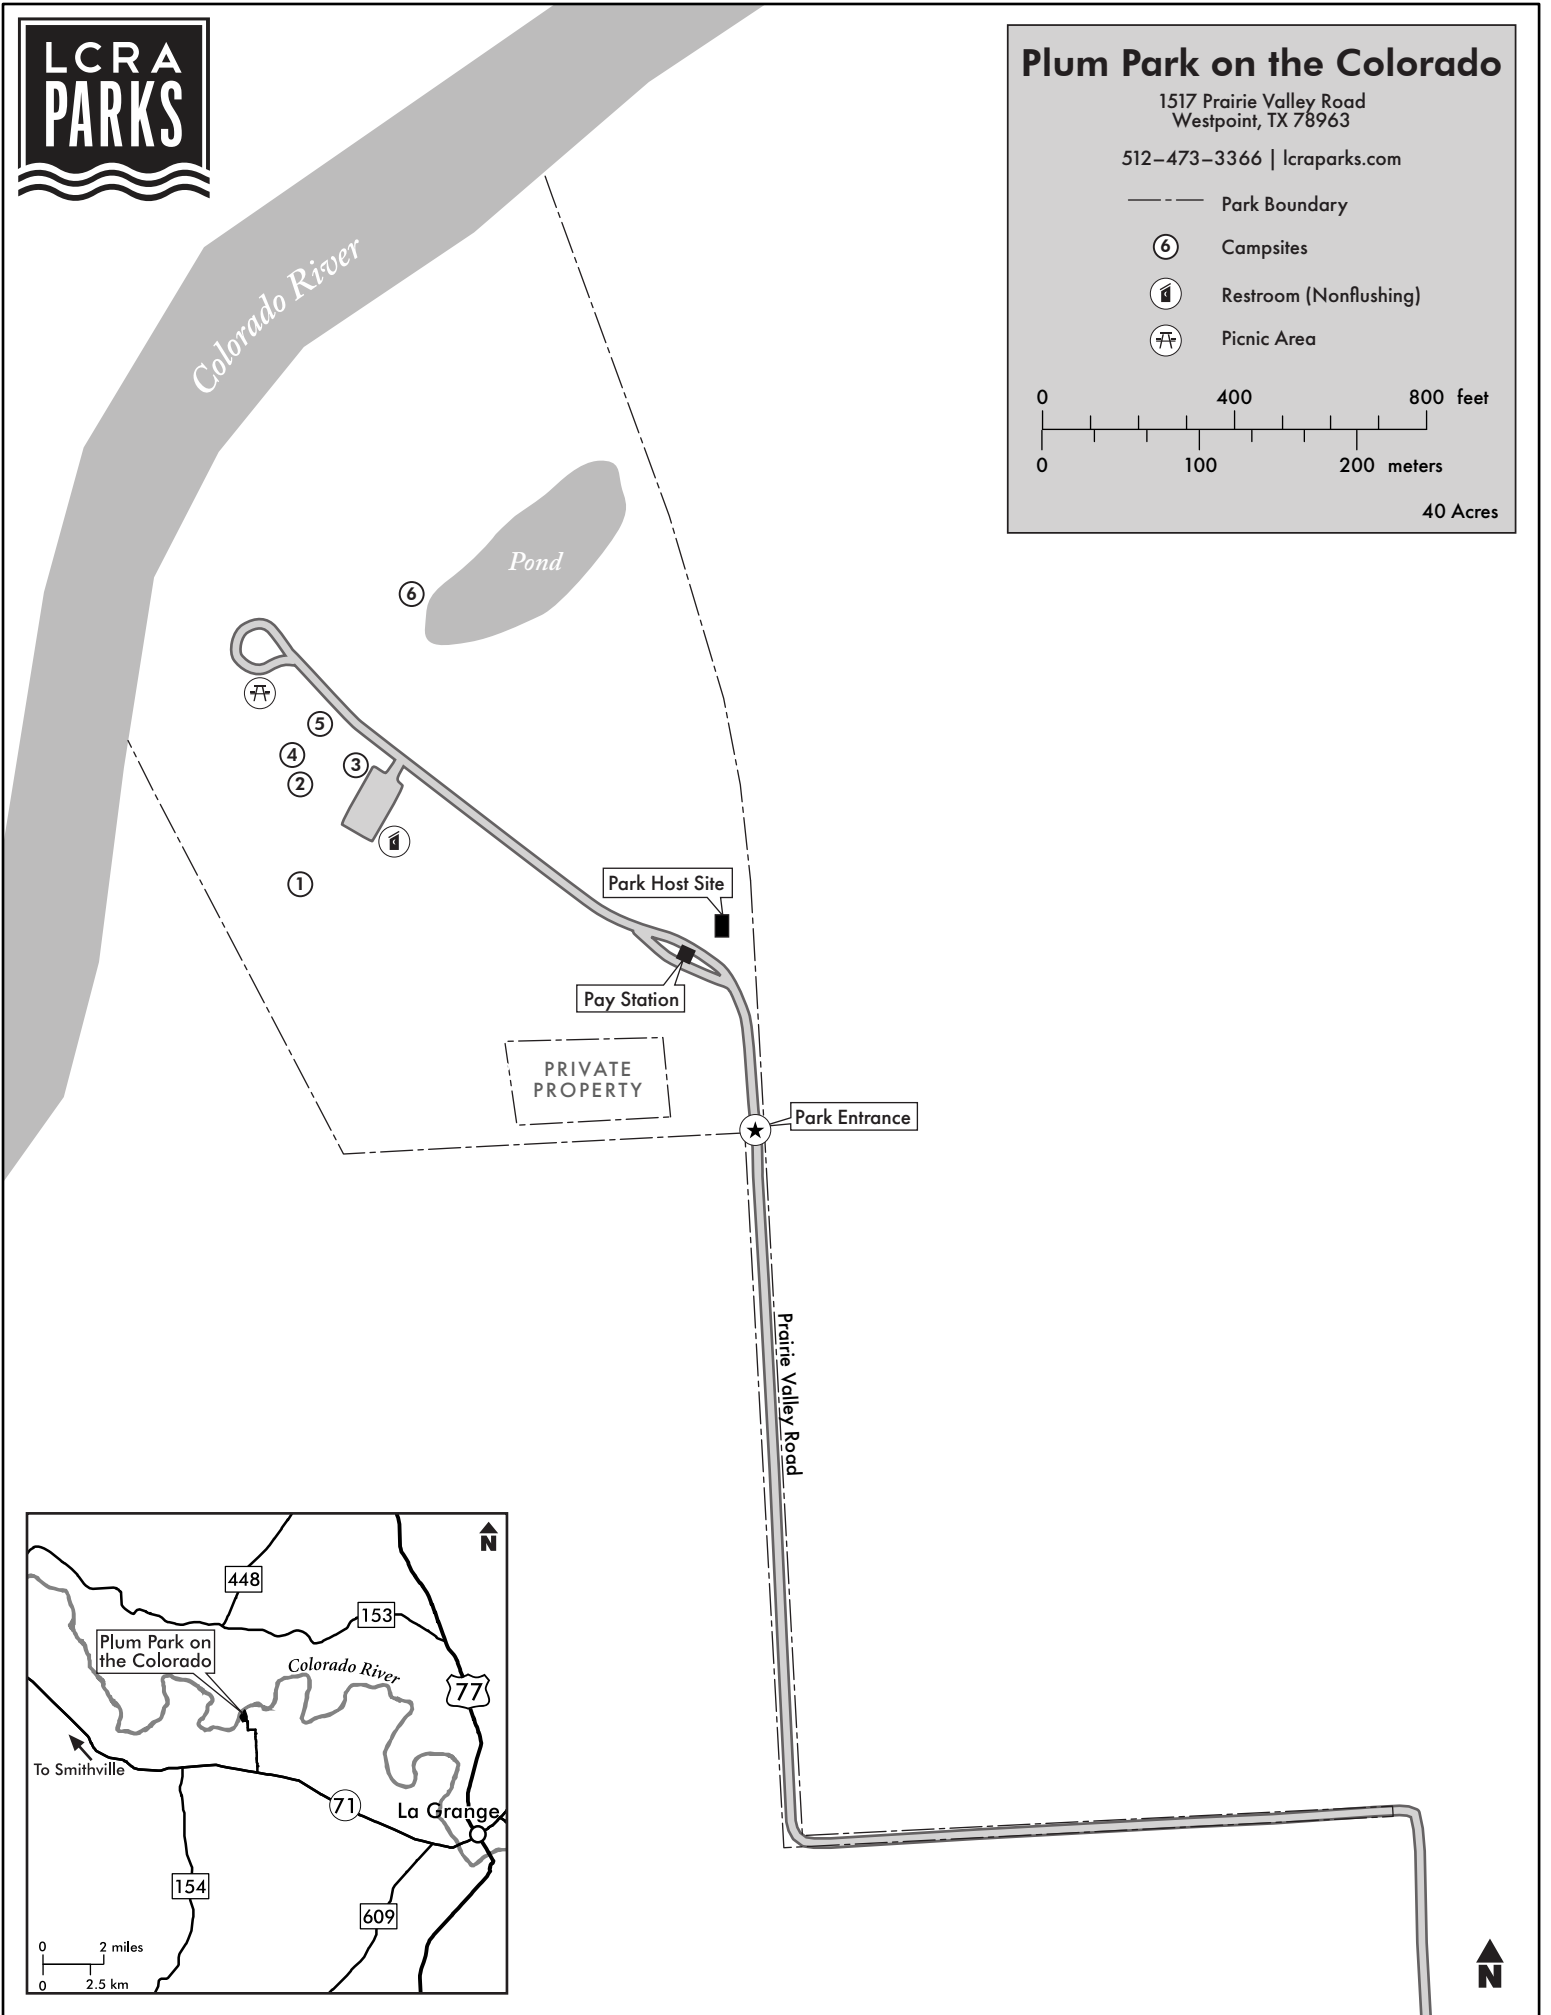 LCRA
PARKS
Plum Park on the Colorado
1517 Prairie Valley Road
Westpoint, TX 78963
512–473–3366 | lcraparks.com
Park Boundary
6 Campsites
Restroom (Nonflushing)
Picnic Area
0 400 800 feet
0 100 200 meters
40 Acres
Colorado River
Pond
6
5
4
3
2
1
Park Host Site
Pay Station
PRIVATE
PROPERTY
Park Entrance
Prairie Valley Road
N
448
153
Plum Park on
the Colorado
Colorado River
77
To Smithville
71
La Grange
154
609
0 2 miles
0 2.5 km
N